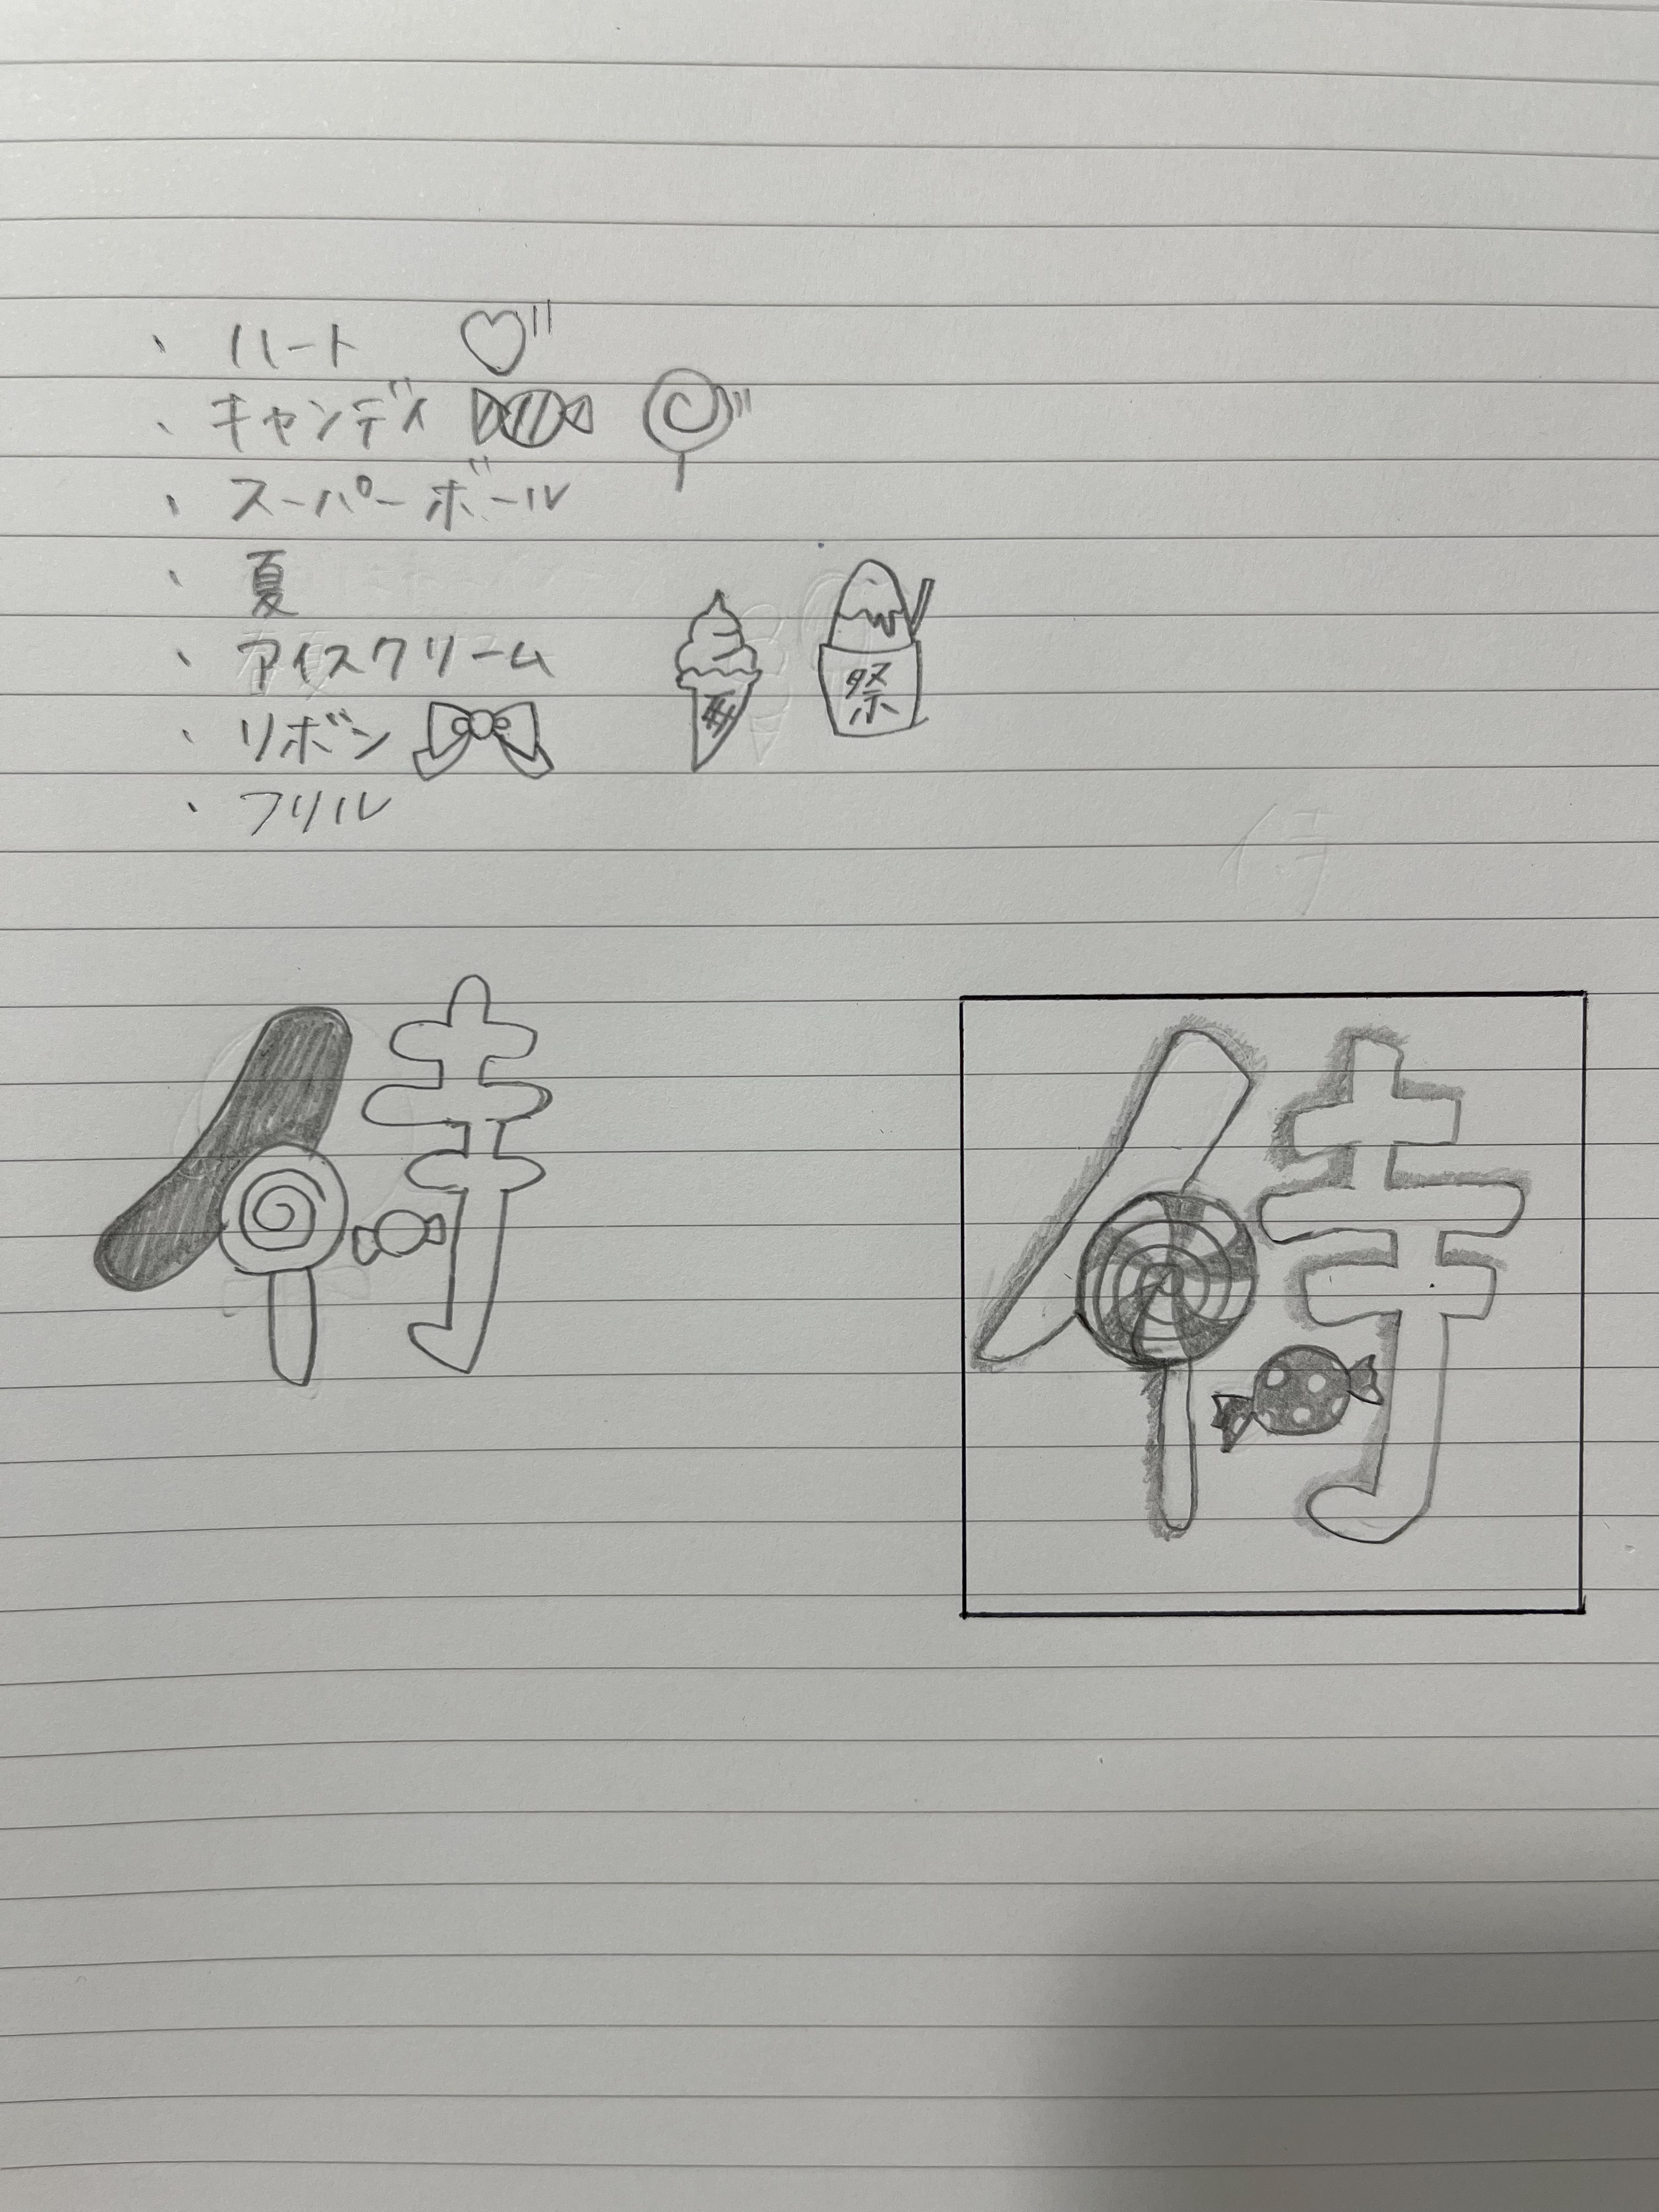 ・ハート
・キャンディ
・スーパーボール
・夏
・アイスクリーム
祭
・リボン
・フリル
侍
侍
侍